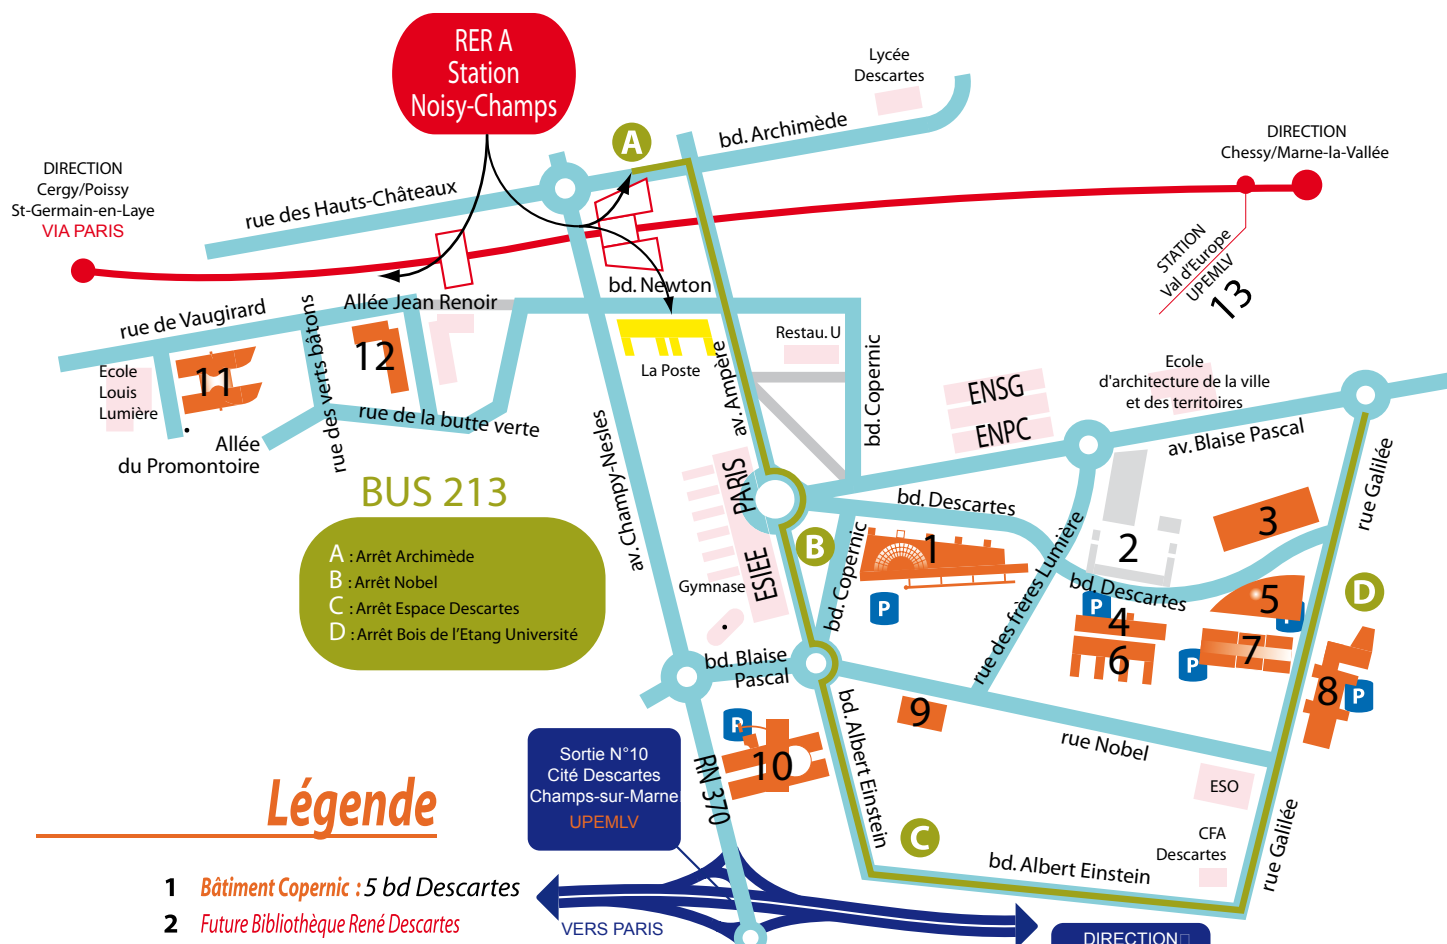 RER A
Station
Noisy-Champs
Lycée
Descartes
bd. Archimède
A
DIRECTION
Chessy/Marne-la-Vallée
DIRECTION
Cergy/Poissy
St-Germain-en-Laye
VIA PARIS
rue des Hauts-Châteaux
STATION
Val d'Europe
UPEMLV
13
bd. Newton
Allée Jean Renoir
rue de Vaugirard
rue des verts bâtons
12
11
Ecole
Louis
Lumière
La Poste
av. Ampère
Restau. U
bd. Copernic
ENSG
ENPC
Ecole
d'architecture de la ville
et des territoires
av. Blaise Pascal
rue de la butte verte
Allée
du Promontoire
av. Champy-Nesles
ESIEE PARIS
Gymnase
bd. Descartes
B
bd. Copernic
1
P
rue des frères Lumière
2
3
rue Galilée
bd. Descartes
P
4
6
5
P
7
P
D
8
P
BUS 213
A : Arrêt Archimède
B : Arrêt Nobel
C : Arrêt Espace Descartes
D : Arrêt Bois de l'Etang Université
bd. Blaise
Pascal
P
10
9
rue Nobel
bd. Albert Einstein
RN 370
Sortie N°10
Cité Descartes
Champs-sur-Marne
UPEMLV
ESO
CFA
Descartes
C
bd. Albert Einstein
rue Galilée
Légende
1 Bâtiment Copernic : 5 bd Descartes
2 Future Bibliothèque René Descartes
VERS PARIS
DIRECTION